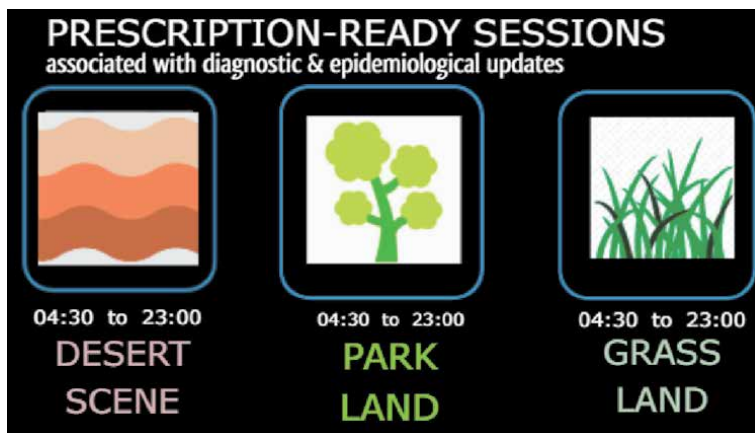 PRESCRIPTION-READY SESSIONS
associated with diagnostic & epidemiological updates
04:30 to 23:00
04:30 to 23:00
04:30 to 23:00
DESERT
SCENE
PARK
LAND
GRASS
LAND